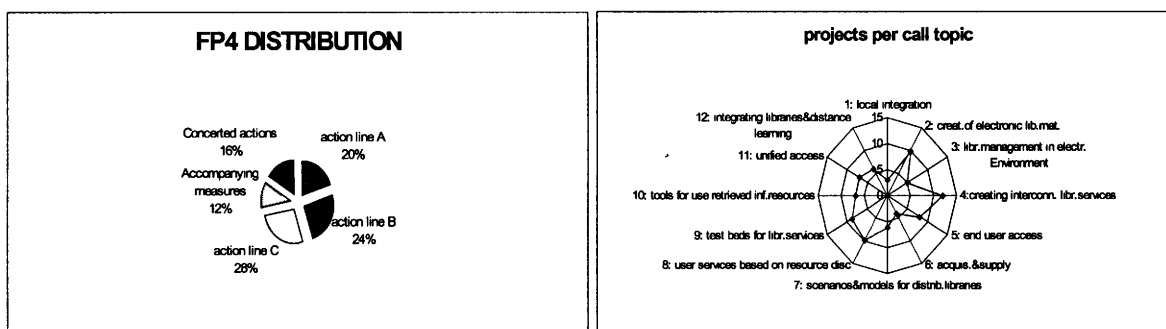 FP4 DISTRIBUTION
Concerted actions
16%
action line A
20%
Accompanying
measures
12%
action line B
24%
action line C
28%
projects per call topic
1: local integration
15
10
5
0
2: creat.of electronic lib.mat.
3: libr.management in electr.
Environment
4:creating interconn. libr.services
5: end user access
6: acquis.&supply
7: scenarios&models for distrib.libraries
8: user services based on resource disc
9: test beds for libr.services
10: tools for use retrieved inf.resources
11: unified access
12: integrating libraries&distance
learning